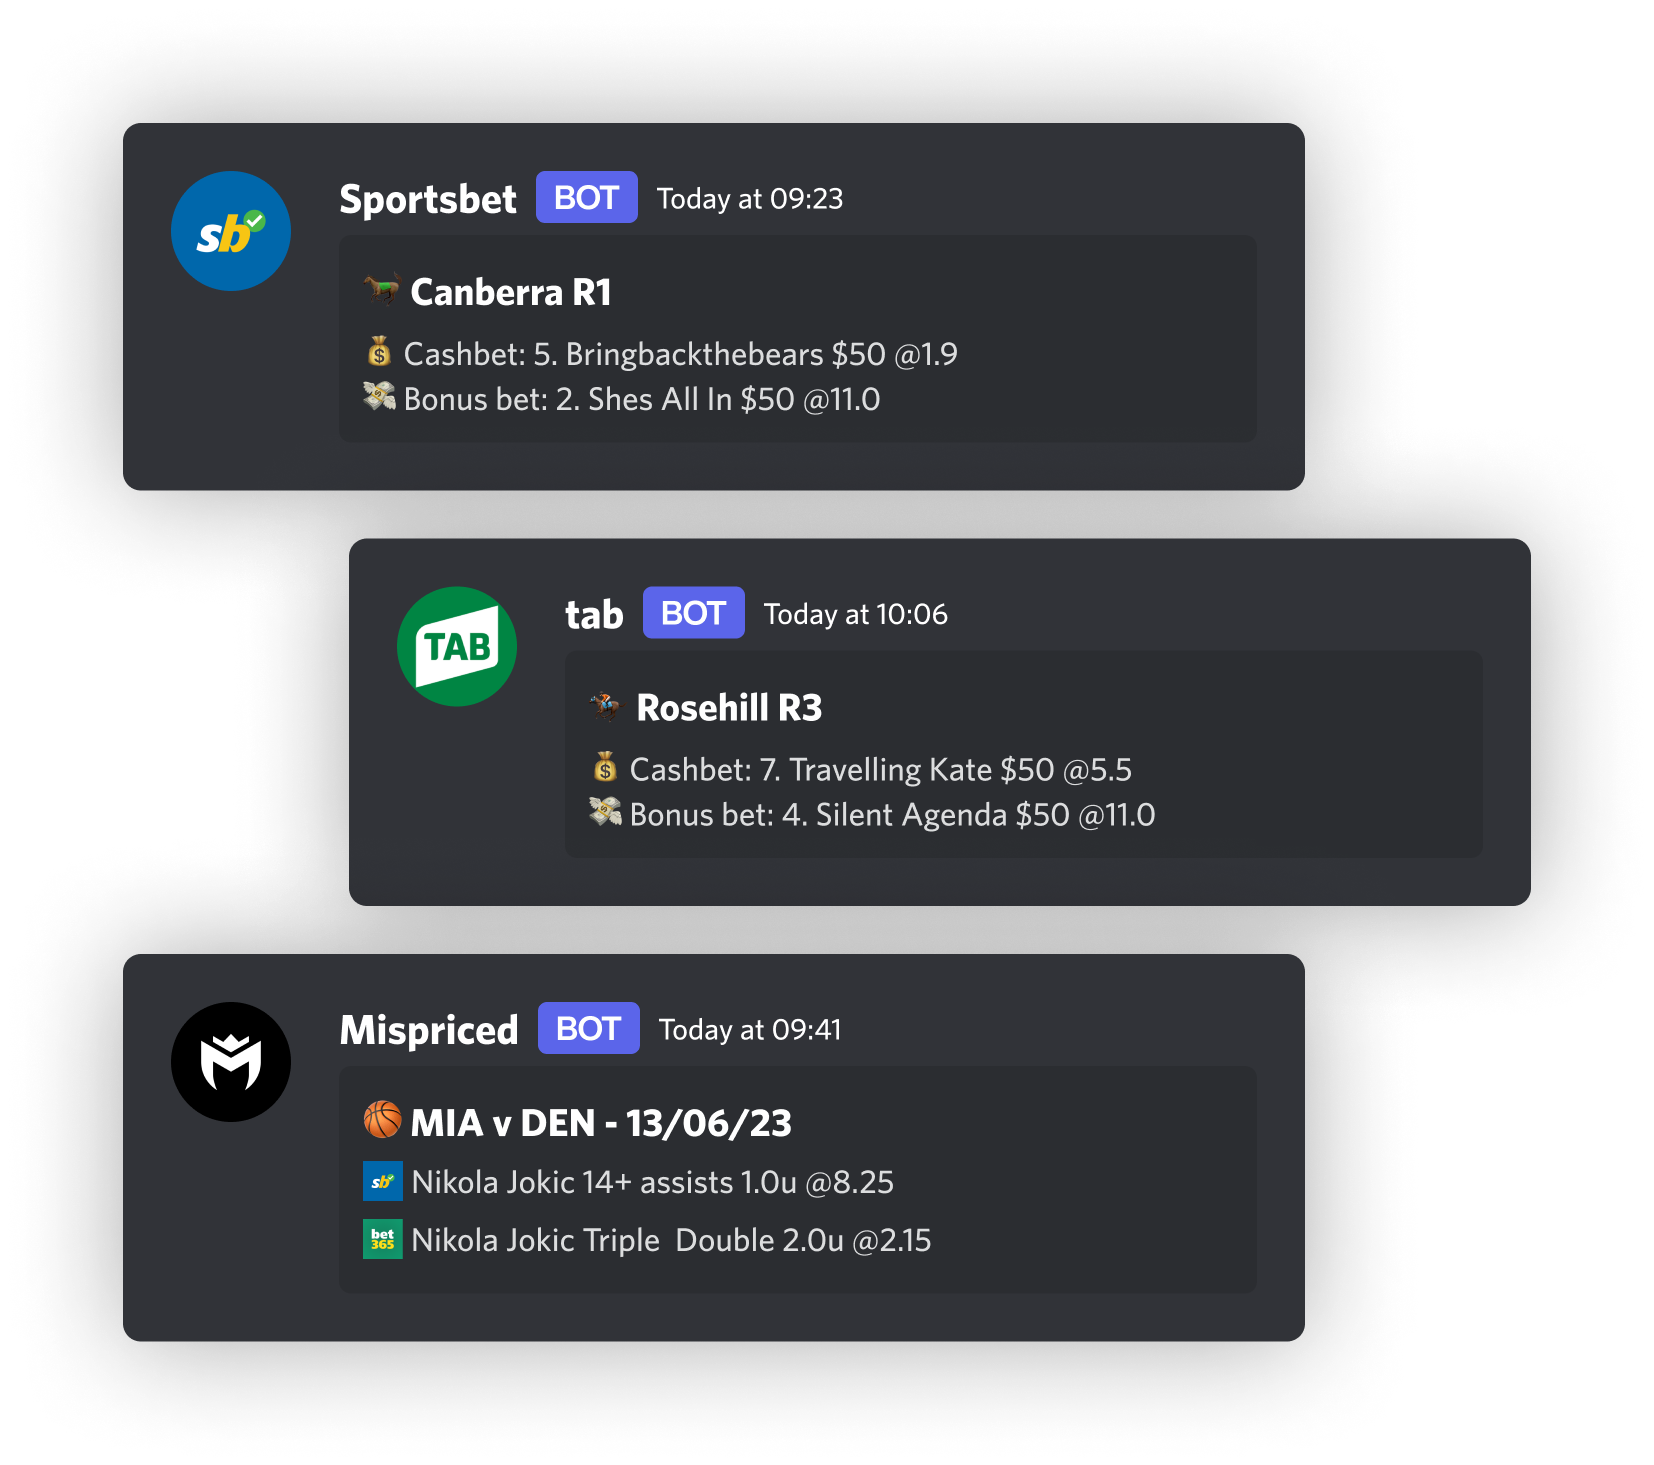 sb
Sportsbet BOT Today at 09:23
Canberra R1
Cashbet: 5. Bringbackthebears $50 @1.9
Bonus bet: 2. Shes All In $50 @11.0
TAB
tab BOT Today at 10:06
Rosehill R3
Cashbet: 7. Travelling Kate $50 @5.5
Bonus bet: 4. Silent Agenda $50 @11.0
M
Mispriced BOT Today at 09:41
MIA v DEN - 13/06/23
sb Nikola Jokic 14+ assists 1.0u @8.25
bet365 Nikola Jokic Triple  Double 2.0u @2.15